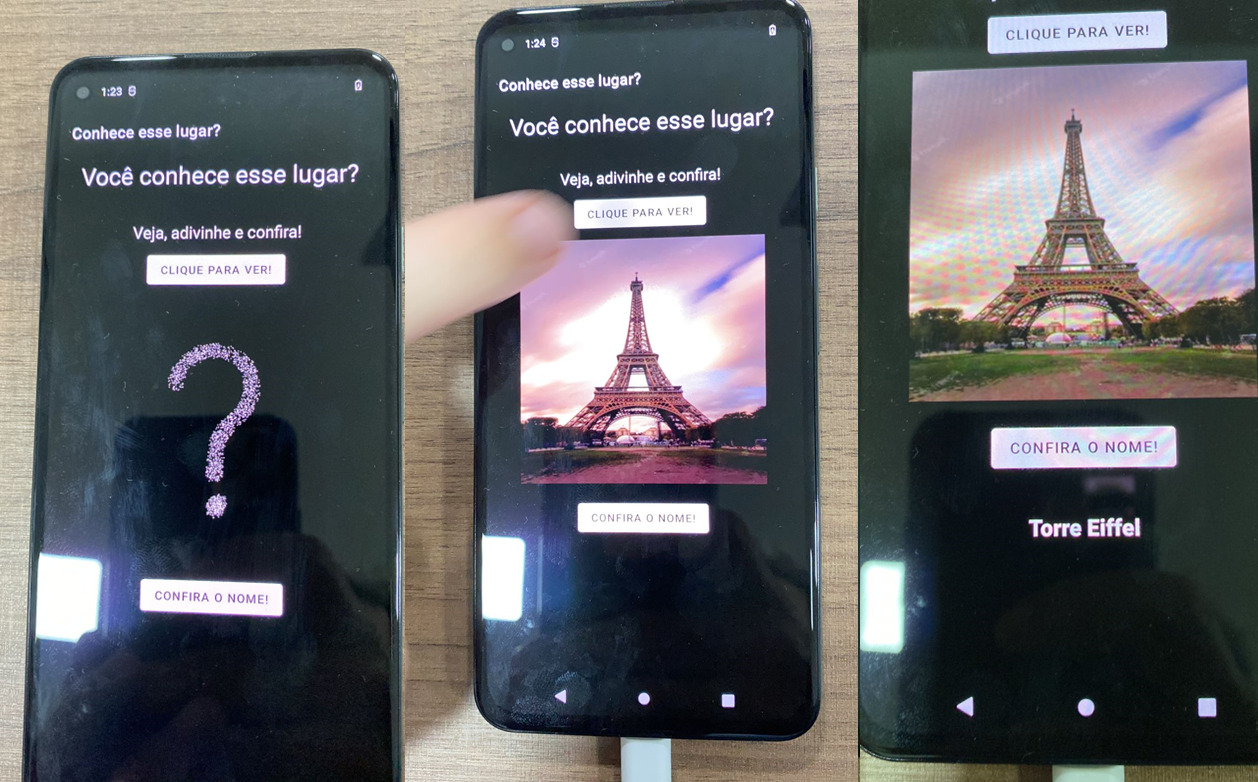 1:23
Conhece esse lugar?
Você conhece esse lugar?
Veja, adivinhe e confira!
CLIQUE PARA VER!
?
CONFIRA O NOME!
1:24
Conhece esse lugar?
Você conhece esse lugar?
Veja, adivinhe e confira!
CLIQUE PARA VER!
CONFIRA O NOME!
CLIQUE PARA VER!
CONFIRA O NOME!
Torre Eiffel